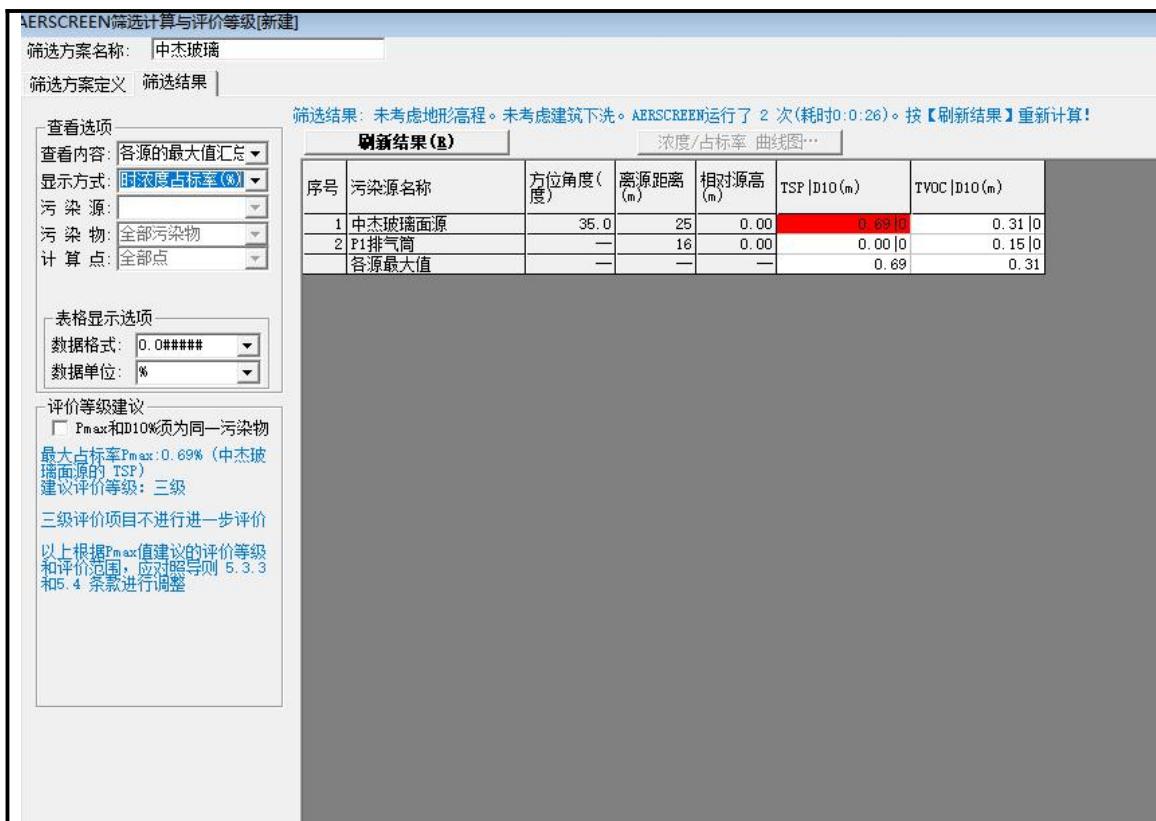 AERSCREEN筛选计算与评价等级[新建]
筛选方案名称: 中杰玻璃
筛选方案定义 筛选结果
筛选结果: 未考虑地形高程。未考虑建筑下洗。AERSCREEN运行了 2 次(耗时0:0:26)。按【刷新结果】重新计算!
查看选项
查看内容: 各源的最大值汇总
显示方式: 时浓度占标率(%)
污 染 源:
污 染 物: 全部污染物
计 算 点: 全部点
刷新结果(R) 浓度/占标率 曲线图…
序号 污染源名称 方位角度(度) 离源距离(m) 相对源高(m) TSP|D10(m) TVOC|D10(m)
1 中杰玻璃面源 35.0 25 0.00 0.69|0 0.31|0
2 P1排气筒 — 16 0.00 0.00|0 0.15|0
各源最大值 — — — 0.69 0.31
表格显示选项
数据格式: 0.0#####
数据单位: %
评价等级建议
Pmax和D10%须为同一污染物
最大占标率Pmax:0.69% (中杰玻
璃面源的 TSP)
建议评价等级: 三级
三级评价项目不进行进一步评价
以上根据Pmax值建议的评价等级
和评价范围,应对照导则 5.3.3
和5.4 条款进行调整